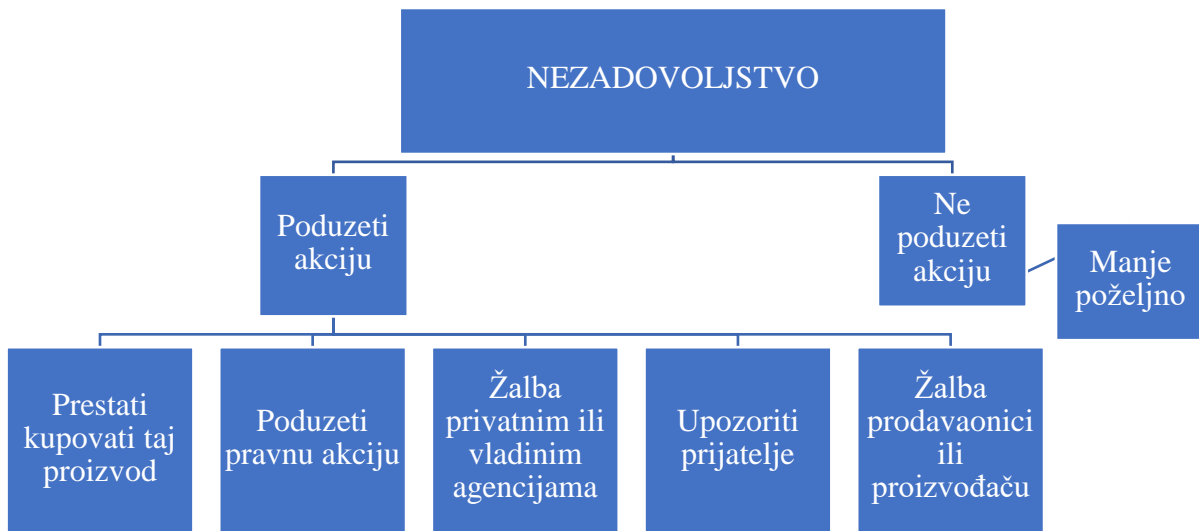 NEZADOVOLJSTVO
Poduzeti
akciju
Ne
poduzeti
akciju
Manje
poželjno
Prestati
kupovati taj
proizvod
Poduzeti
pravnu akciju
Žalba
privatnim ili
vladinim
agencijama
Upozoriti
prijatelje
Žalba
prodavaonici
ili
proizvođaču